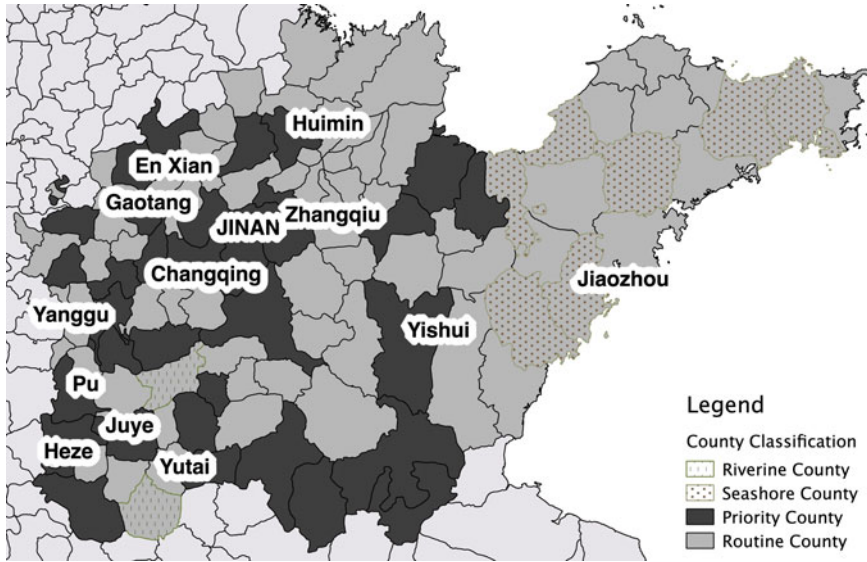 Huimin
En Xian
Gaotang
JINAN
Zhangqiu
Changqing
Jiaozhou
Yanggu
Yishui
Pu
Juye
Heze
Yutai
Legend
County Classification
Riverine County
Seashore County
Priority County
Routine County